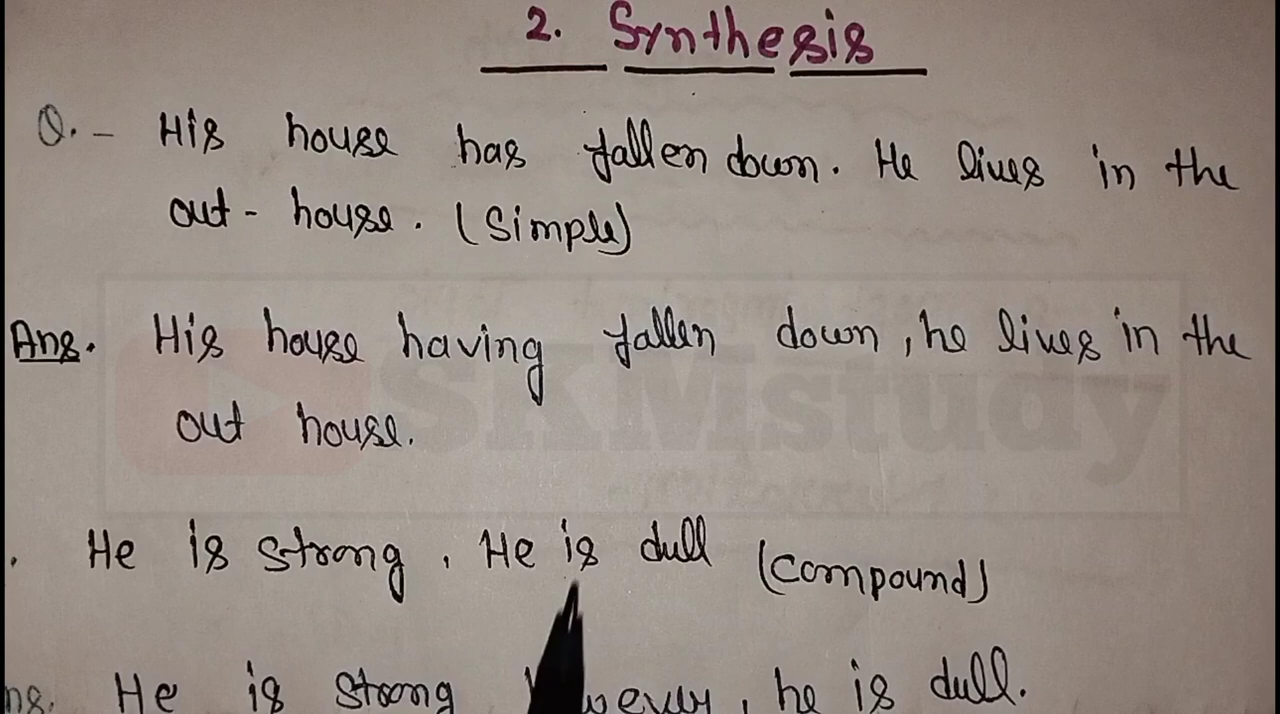 2. Synthesis
Q. - His house has fallen down. He lives in the
out - house. (Simple)
Ans. His house having fallen down, he lives in the
out house.
SKMstudy
. He is strong. He is dull (Compound)
He is strong , he is dull.